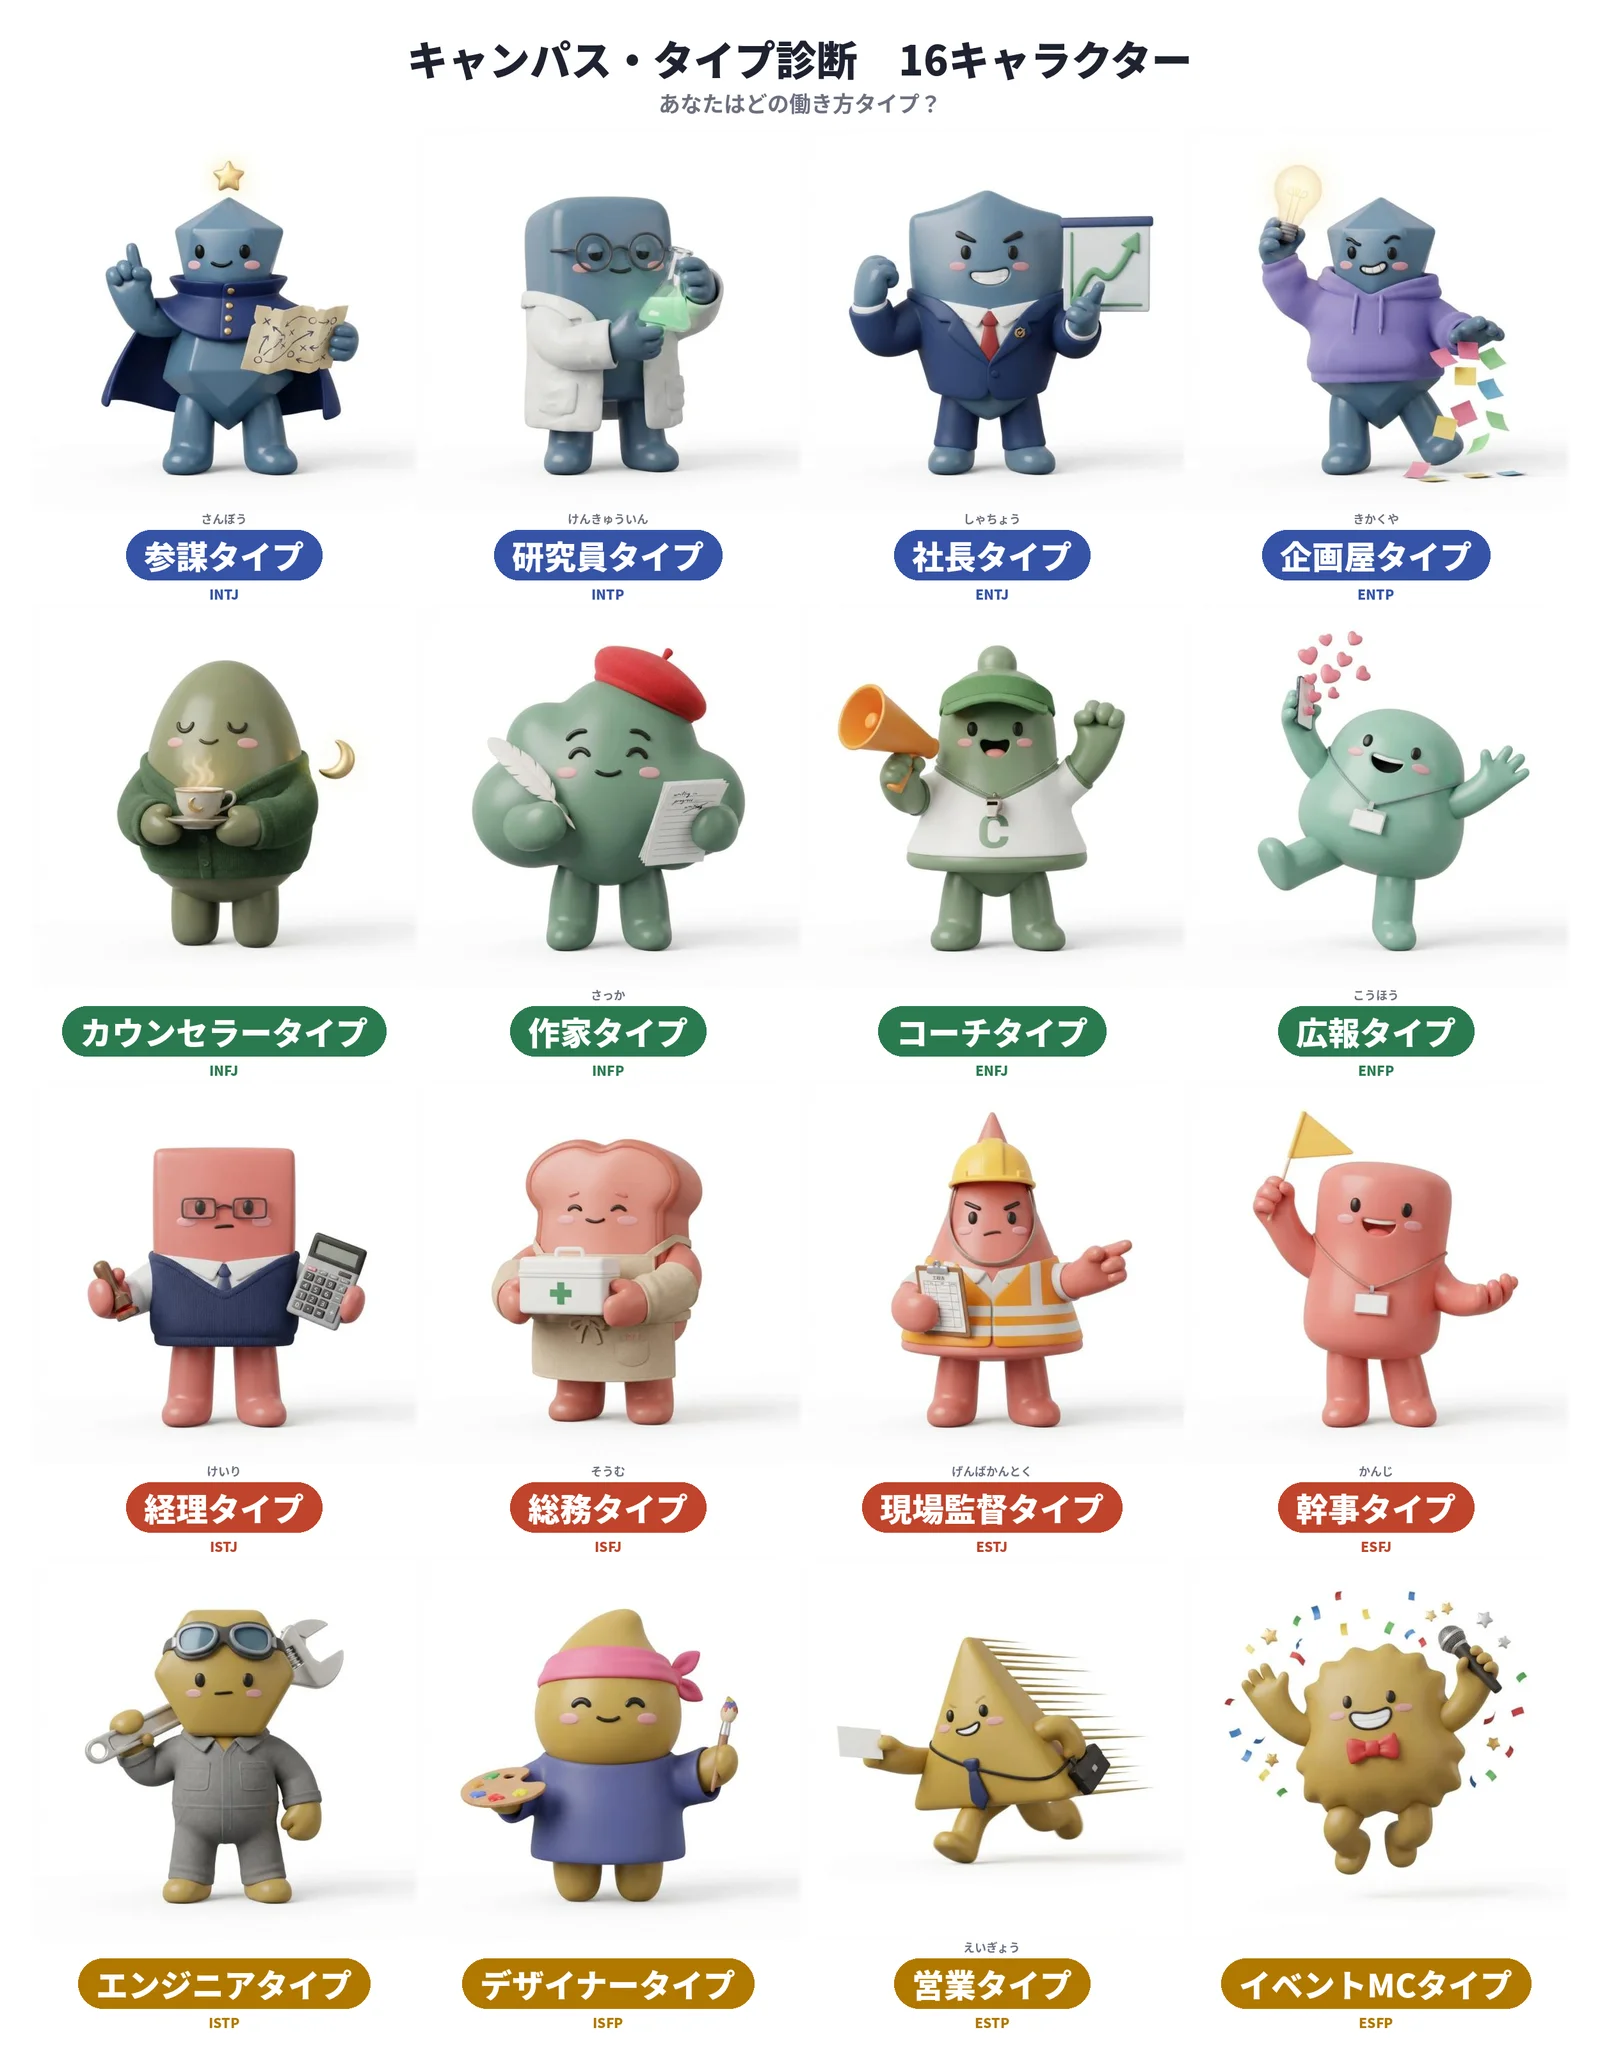 キャンパス・タイプ診断　16キャラクター
あなたはどの働き方タイプ？
さんぼう
参謀タイプ
INTJ
けんきゅういん
研究員タイプ
INTP
しゃちょう
社長タイプ
ENTJ
きかくや
企画屋タイプ
ENTP
カウンセラータイプ
INFJ
さっか
作家タイプ
INFP
C
コーチタイプ
ENFJ
こうほう
広報タイプ
ENFP
けいり
経理タイプ
ISTJ
そうむ
総務タイプ
ISFJ
げんばかんとく
現場監督タイプ
ESTJ
かんじ
幹事タイプ
ESFJ
エンジニアタイプ
ISTP
デザイナータイプ
ISFP
えいぎょう
営業タイプ
ESTP
イベントMCタイプ
ESFP